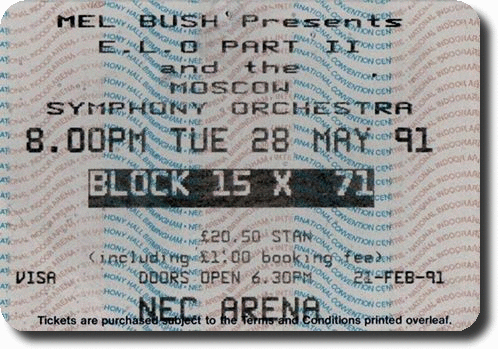 MEL BUSH Presents
E.L.O PART II
and the
MOSCOW
SYMPHONY ORCHESTRA
8.00PM TUE 28 MAY 91
BLOCK 15 X 71
£20.50 STAN
(including £1.00 booking fee)
VISA DOORS OPEN 6.30PM 21-FEB-91
NEC ARENA
Tickets are purchased subject to the Terms and Conditions printed overleaf.